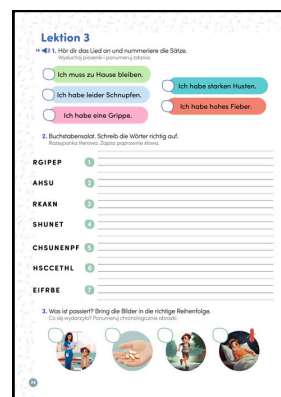 Lektion 3
1. Hör dir das Lied an und nummeriere die Sätze.
Wysłuchaj piosenki i ponumeruj zdania.
Ich muss zu Hause bleiben.
Ich habe starken Husten.
Ich habe leider Schnupfen.
Ich habe hohes Fieber.
Ich habe eine Grippe.
2. Buchstabensalat. Schreib die Wörter richtig auf.
Rozsypanka literowa. Zapisz poprawnie słowa.
RGIPEP 1
AHSU 2
RKAKN 3
SHUNET 4
CHSUNENPF 5
HSCCETHL 6
EIFRBE 7
3. Was ist passiert? Bring die Bilder in die richtige Reihenfolge.
Co się wydarzyło? Ponumeruj chronologicznie obrazki.